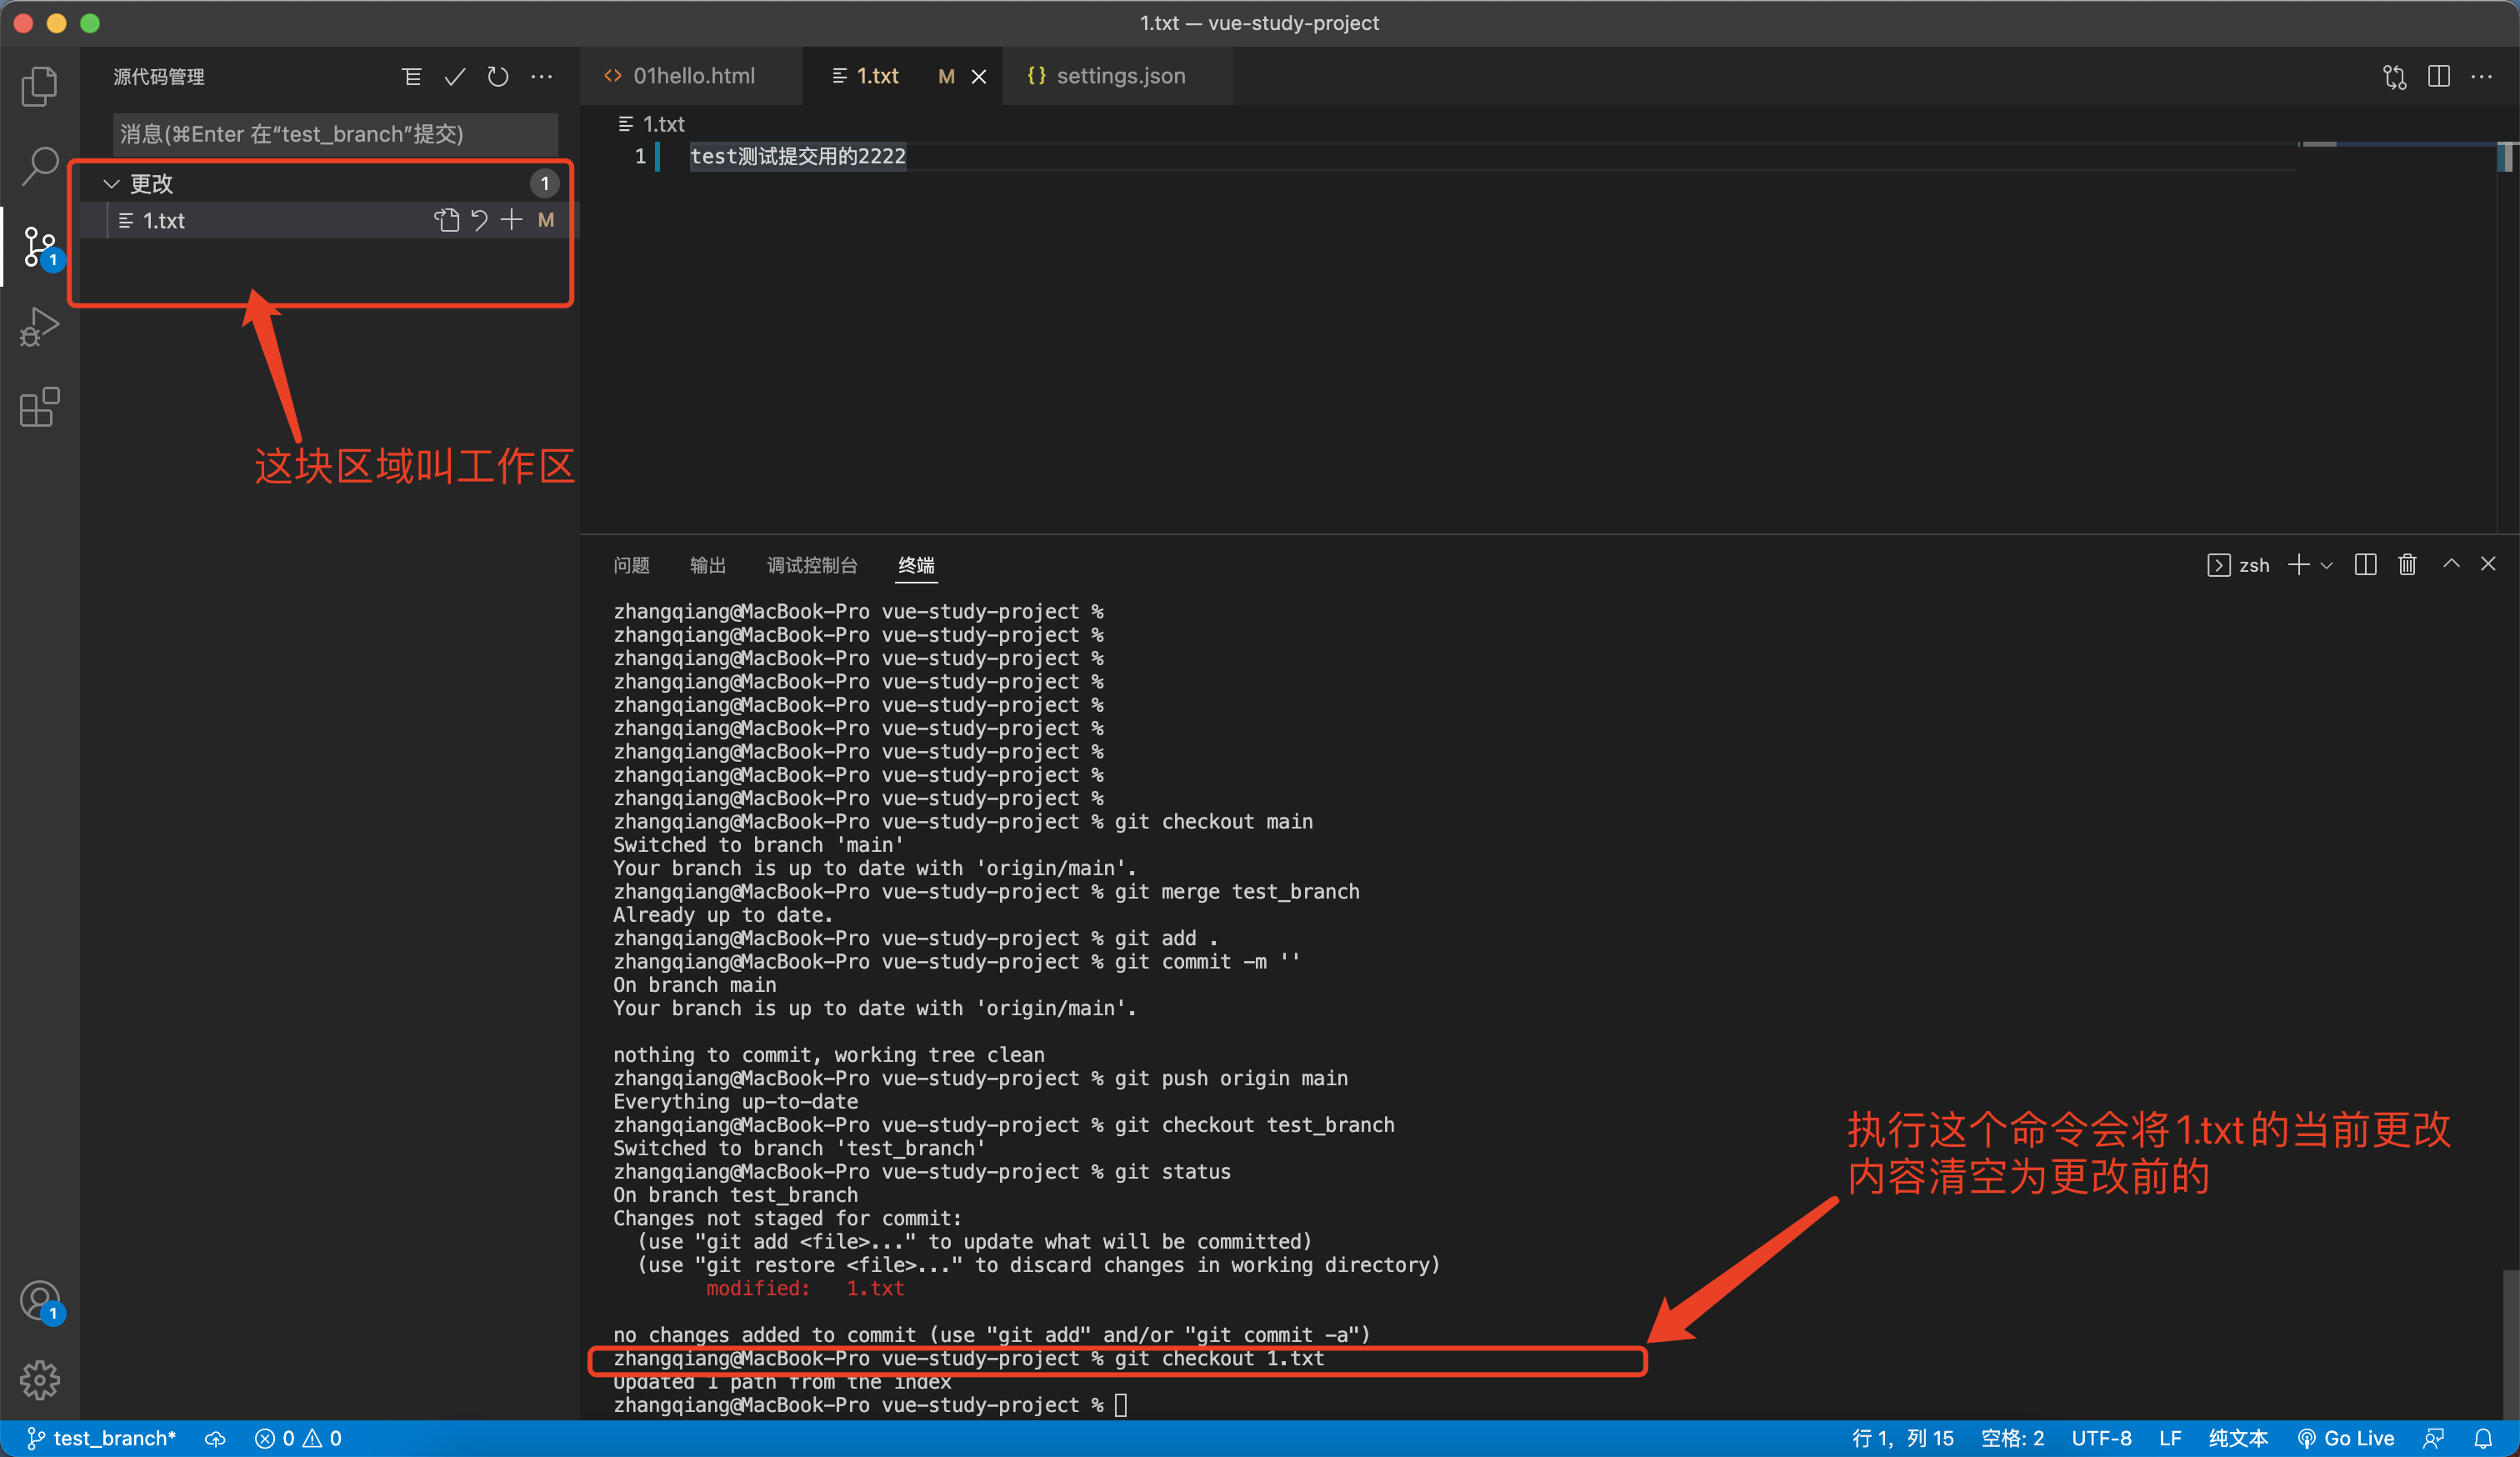 1.txt — vue-study-project
源代码管理
01hello.html
1.txt
M
settings.json
消息(⌘Enter 在“test_branch”提交)
1.txt
更改
1
1
test测试提交用的2222
1.txt
M
1
这块区域叫工作区
问题
输出
调试控制台
终端
zsh
zhangqiang@MacBook-Pro vue-study-project %
zhangqiang@MacBook-Pro vue-study-project %
zhangqiang@MacBook-Pro vue-study-project %
zhangqiang@MacBook-Pro vue-study-project %
zhangqiang@MacBook-Pro vue-study-project %
zhangqiang@MacBook-Pro vue-study-project %
zhangqiang@MacBook-Pro vue-study-project %
zhangqiang@MacBook-Pro vue-study-project %
zhangqiang@MacBook-Pro vue-study-project %
zhangqiang@MacBook-Pro vue-study-project % git checkout main
Switched to branch 'main'
Your branch is up to date with 'origin/main'.
zhangqiang@MacBook-Pro vue-study-project % git merge test_branch
Already up to date.
zhangqiang@MacBook-Pro vue-study-project % git add .
zhangqiang@MacBook-Pro vue-study-project % git commit -m ''
On branch main
Your branch is up to date with 'origin/main'.
nothing to commit, working tree clean
zhangqiang@MacBook-Pro vue-study-project % git push origin main
Everything up-to-date
zhangqiang@MacBook-Pro vue-study-project % git checkout test_branch
Switched to branch 'test_branch'
zhangqiang@MacBook-Pro vue-study-project % git status
On branch test_branch
Changes not staged for commit:
(use "git add <file>..." to update what will be committed)
(use "git restore <file>..." to discard changes in working directory)
modified:   1.txt
no changes added to commit (use "git add" and/or "git commit -a")
zhangqiang@MacBook-Pro vue-study-project % git checkout 1.txt
Updated 1 path from the index
zhangqiang@MacBook-Pro vue-study-project %
执行这个命令会将1.txt的当前更改
内容清空为更改前的
1
test_branch*
0
0
行 1，列 15
空格: 2
UTF-8
LF
纯文本
Go Live